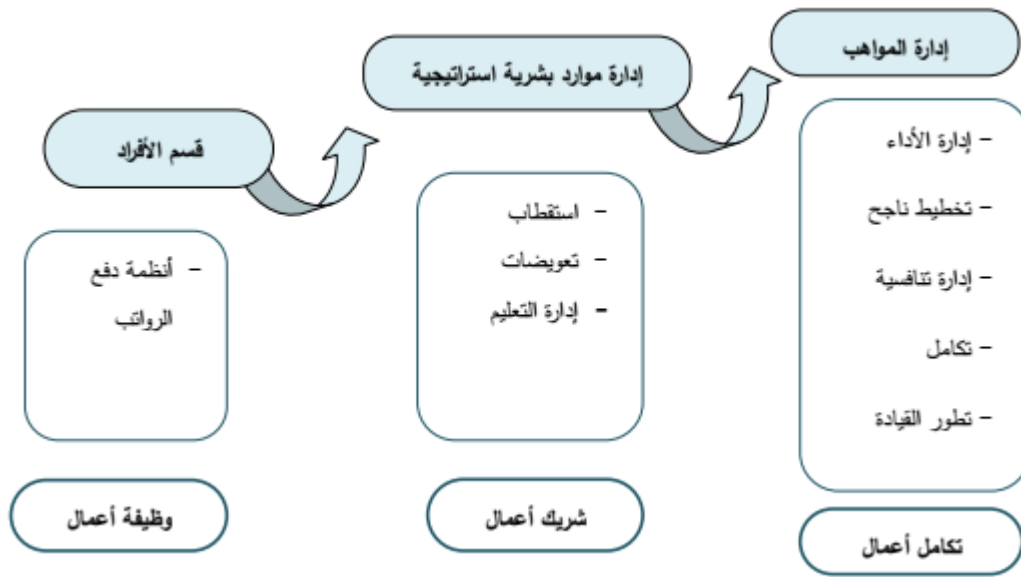 إدارة المواهب
إدارة موارد بشرية استراتيجية
قسم الأفراد
- إدارة الأداء
- تخطيط ناجح
- إدارة تنافسية
- تكامل
- تطور القيادة
- استقطاب
- تعويضات
- إدارة التعليم
- أنظمة دفع
الرواتب
تكامل أعمال
شريك أعمال
وظيفة أعمال